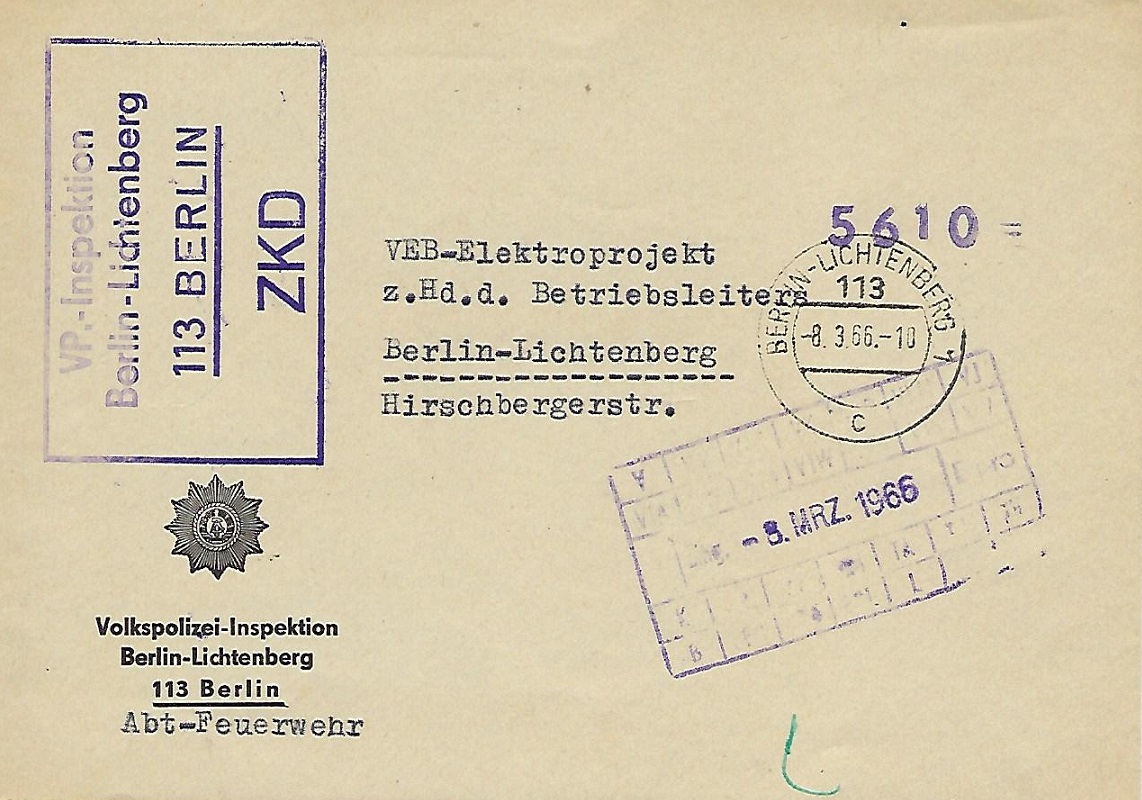 VP.-Inspektion
Berlin-Lichtenberg
113 BERLIN
ZKD
5610 =
VEB-Elektroprojekt
z.Hd.d. Betriebsleiters
Berlin-Lichtenberg
Hirschbergerstr.
BERLIN-LICHTENBERG 1
113
-8. 3.66.-10
C
-8. MRZ. 1966
Volkspolizei-Inspektion
Berlin-Lichtenberg
113 Berlin
Abt-Feuerwehr